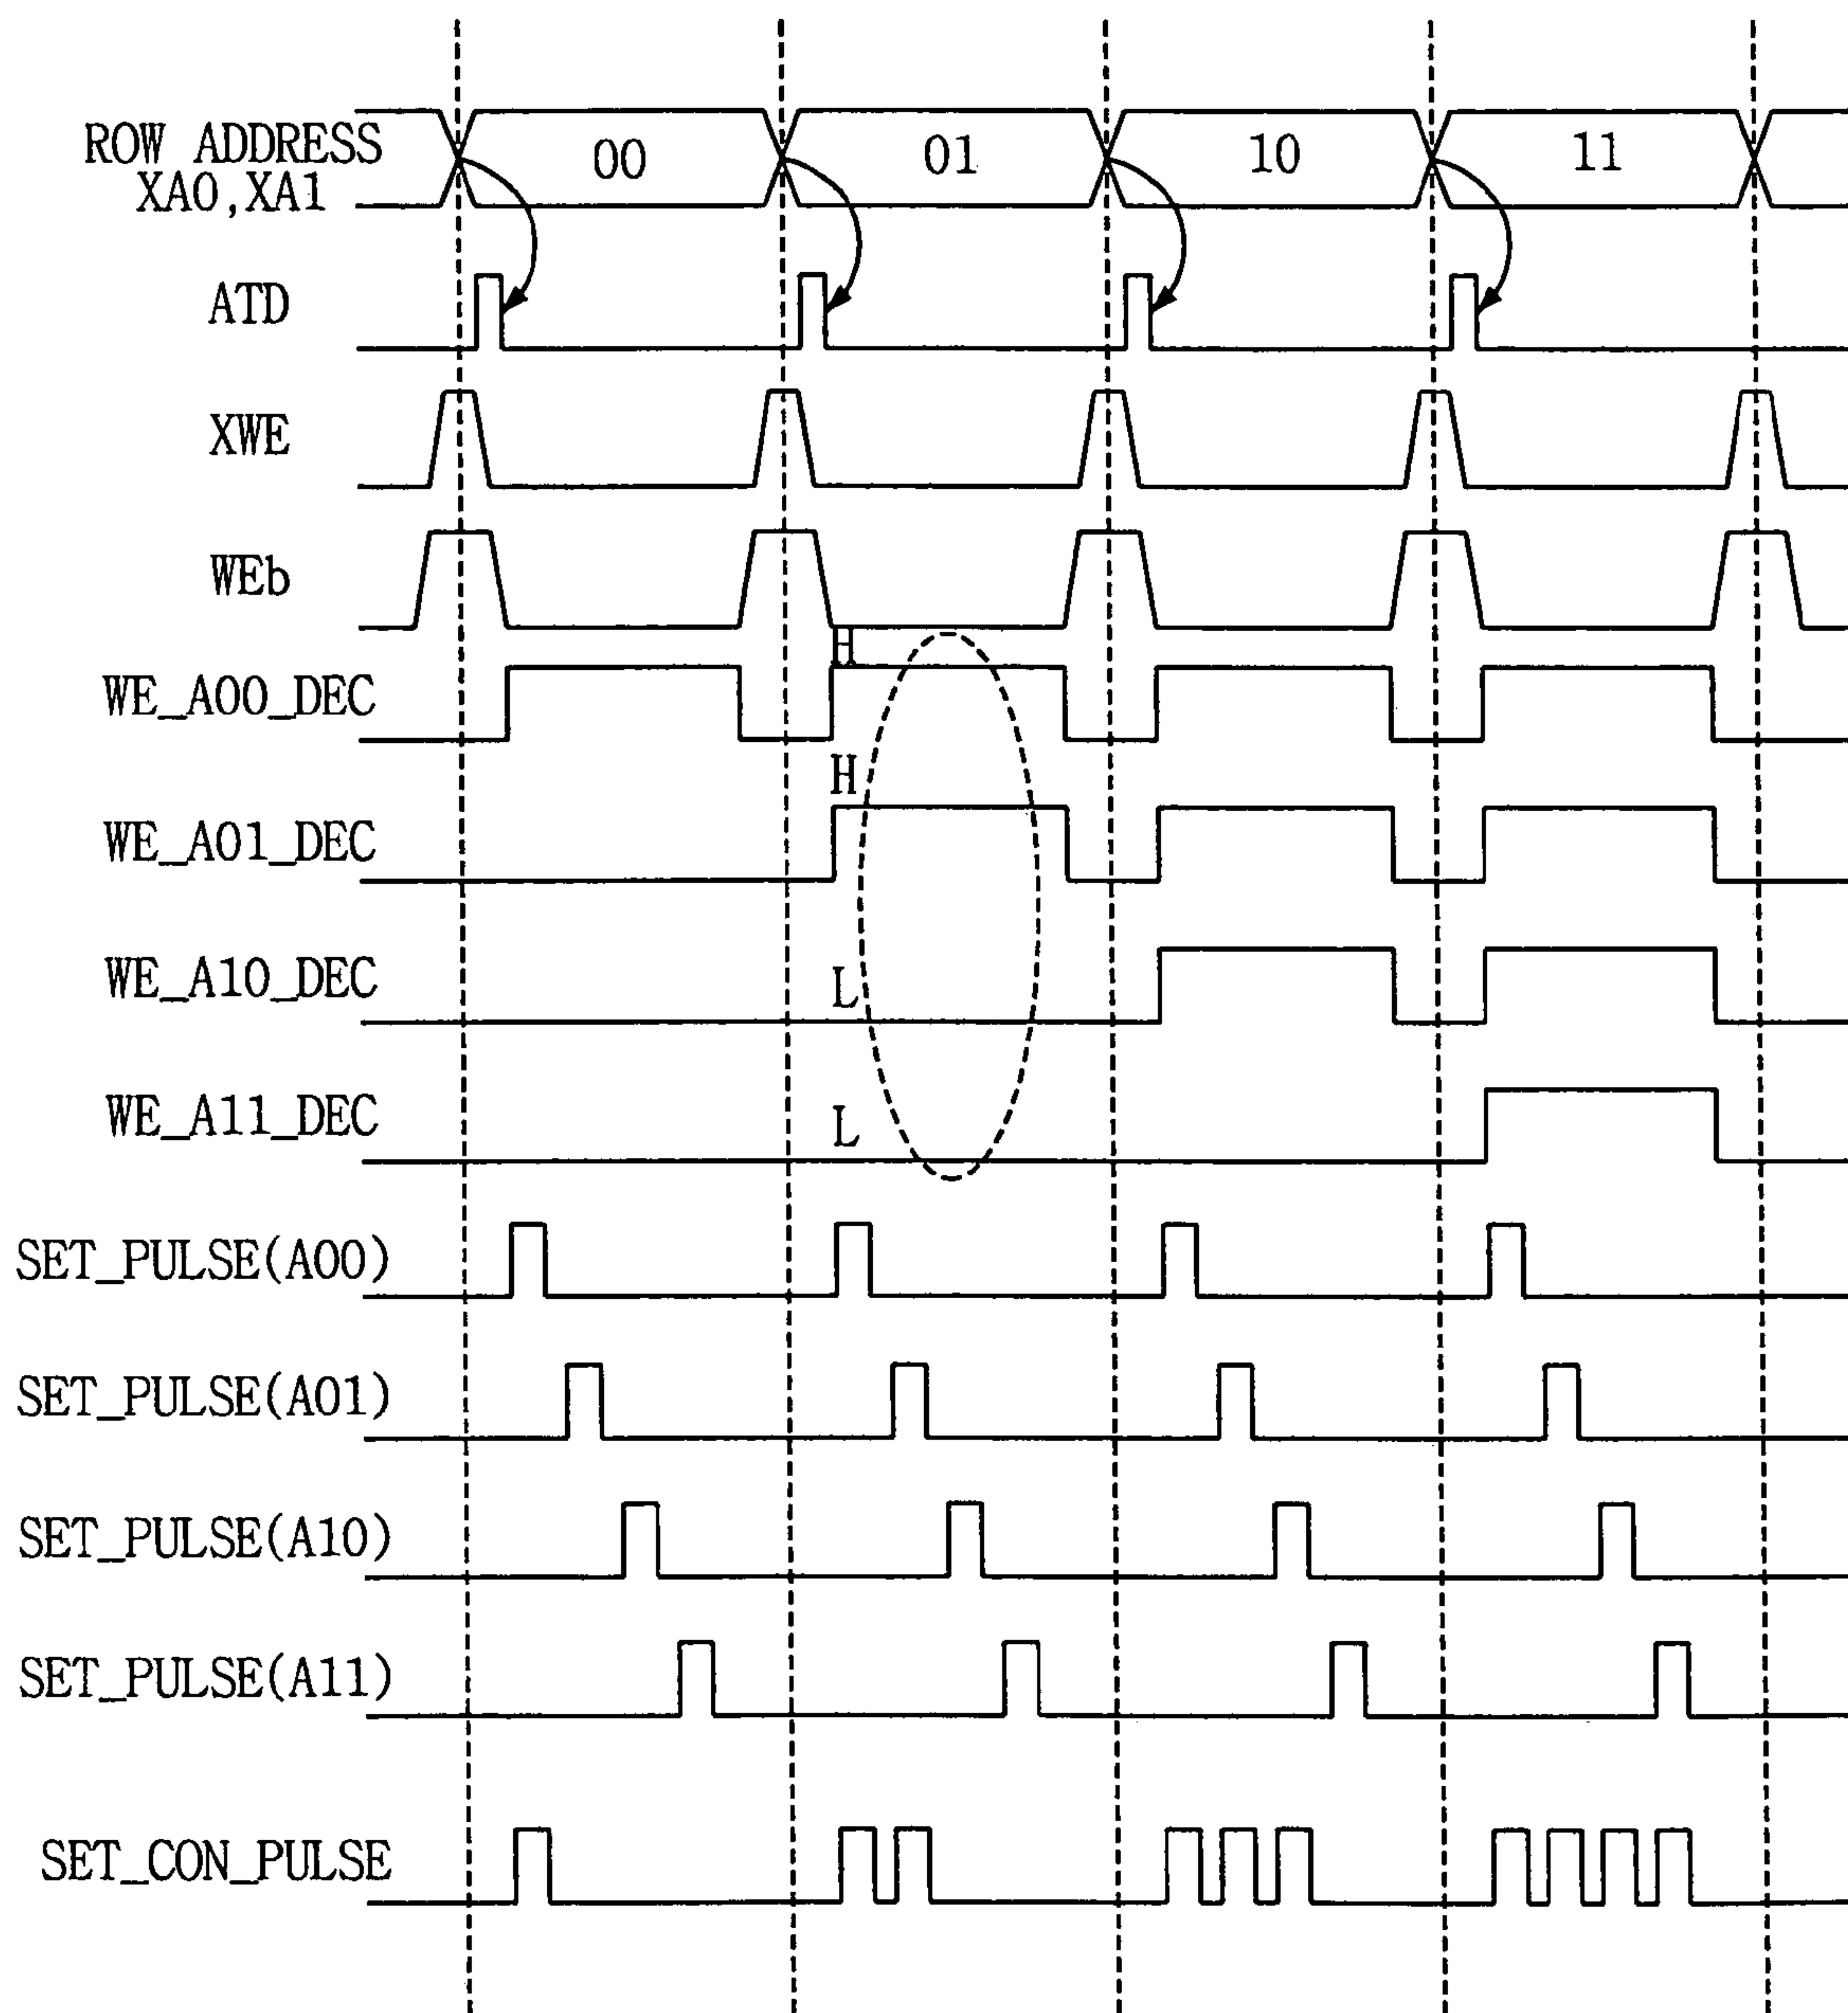 ROW ADDRESS
XA0,XA1
00
01
10
11
ATD
XWE
WEb
H
WE_A00_DEC
H
WE_A01_DEC
L
WE_A10_DEC
L
WE_A11_DEC
SET_PULSE(A00)
SET_PULSE(A01)
SET_PULSE(A10)
SET_PULSE(A11)
SET_CON_PULSE